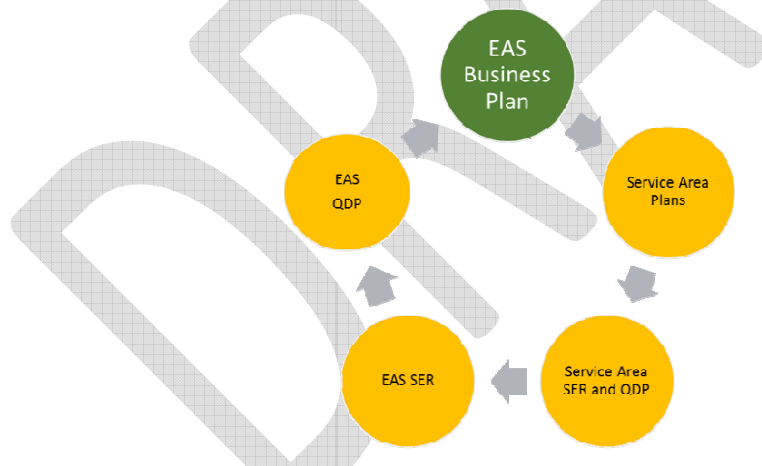 EAS
Business
Plan
Service Area
Plans
Service Area
SER and QDP
EAS SER
EAS
QDP